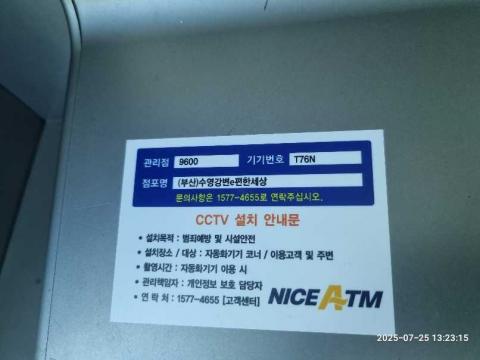 관리점 9600 기기번호 T76N
점포명 (부산)수영강변e편한세상
문의사항은 1577-4655로 연락주십시오.
CCTV 설치 안내문
• 설치목적 : 범죄예방 및 시설안전
• 설치장소 / 대상 : 자동화기기 코너 / 이용고객 및 주변
• 촬영시간 : 자동화기기 이용 시
• 관리책임자 : 개인정보 보호 담당자
• 연 락 처 : 1577-4655 [고객센터]
NICE ATM
2025-07-25 13:23:15